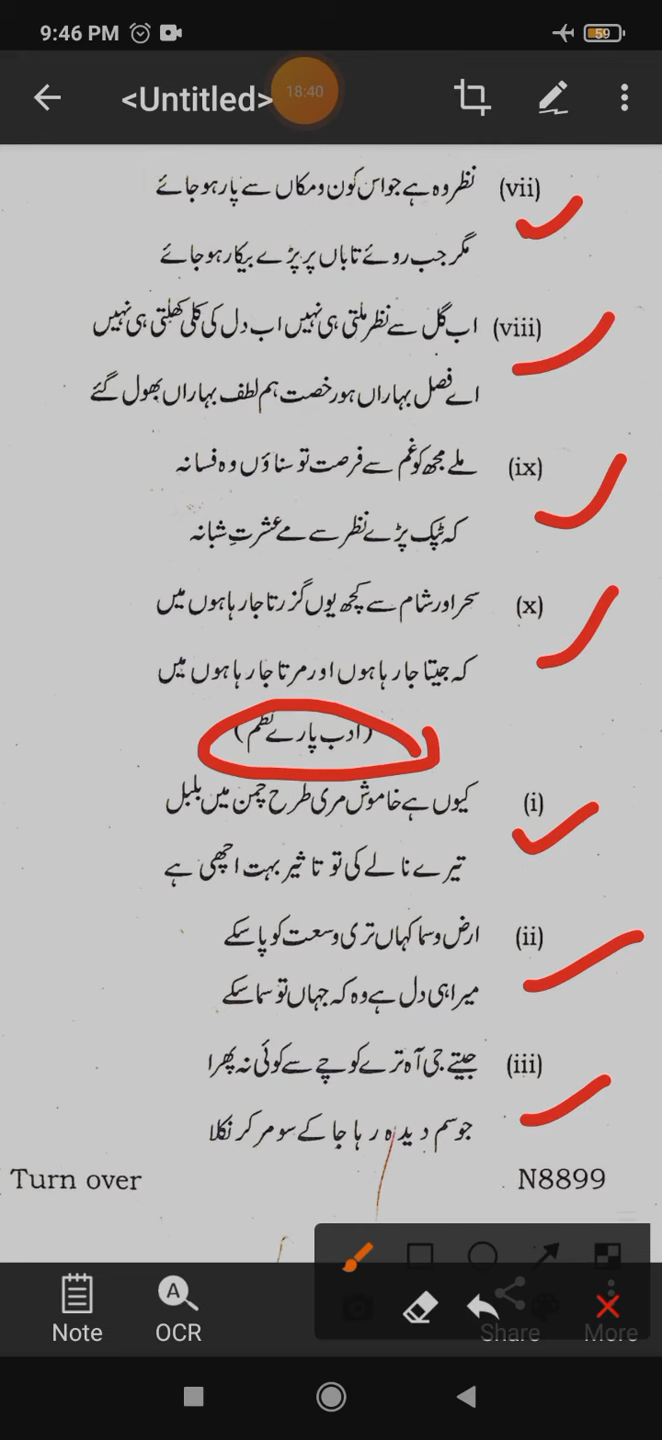 9:46 PM 59
<Untitled> 18:40
(vii) نظر وہ ہے جو اس کون و مکاں سے پار ہو جائے
مگر جب روئے تاباں پر پڑے بیکار ہو جائے
(viii) اب گل سے نظر ملتی ہی نہیں اب دل کی کلی کھلتی ہی نہیں
اے فصل بہاراں ہو رخصت ہم لطف بہاراں بھول گئے
(ix) ملے مجھ کو غم سے فرصت تو سناؤں وہ فسانہ
کہ ٹپک پڑے نظر سے مے عشرتِ شبانہ
(x) سحر اور شام سے کچھ یوں گزرتا جا رہا ہوں میں
کہ جیتا جا رہا ہوں اور مرتا جا رہا ہوں میں
(ادب پارے نظم)
(i) کیوں ہے خاموش مری طرح چمن میں بلبل
تیرے نالے کی تو تاثیر بہت اچھی ہے
(ii) ارض و سما کہاں تری وسعت کو پا سکے
میرا ہی دل ہے وہ کہ جہاں تو سما سکے
(iii) جیتے جی آہ ترے کوچے سے کوئی نہ پھرا
جو سم دیدہ رہا جا کے سو مر کر نکلا
Turn over N8899
Note OCR Share More